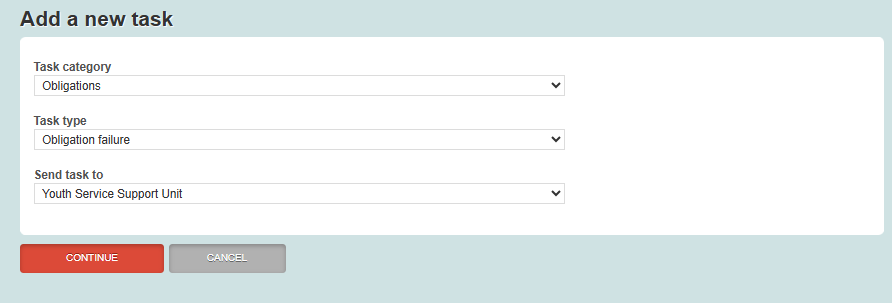 Add a new task
Task category
Obligations
Task type
Obligation failure
Send task to
Youth Service Support Unit
CONTINUE
CANCEL